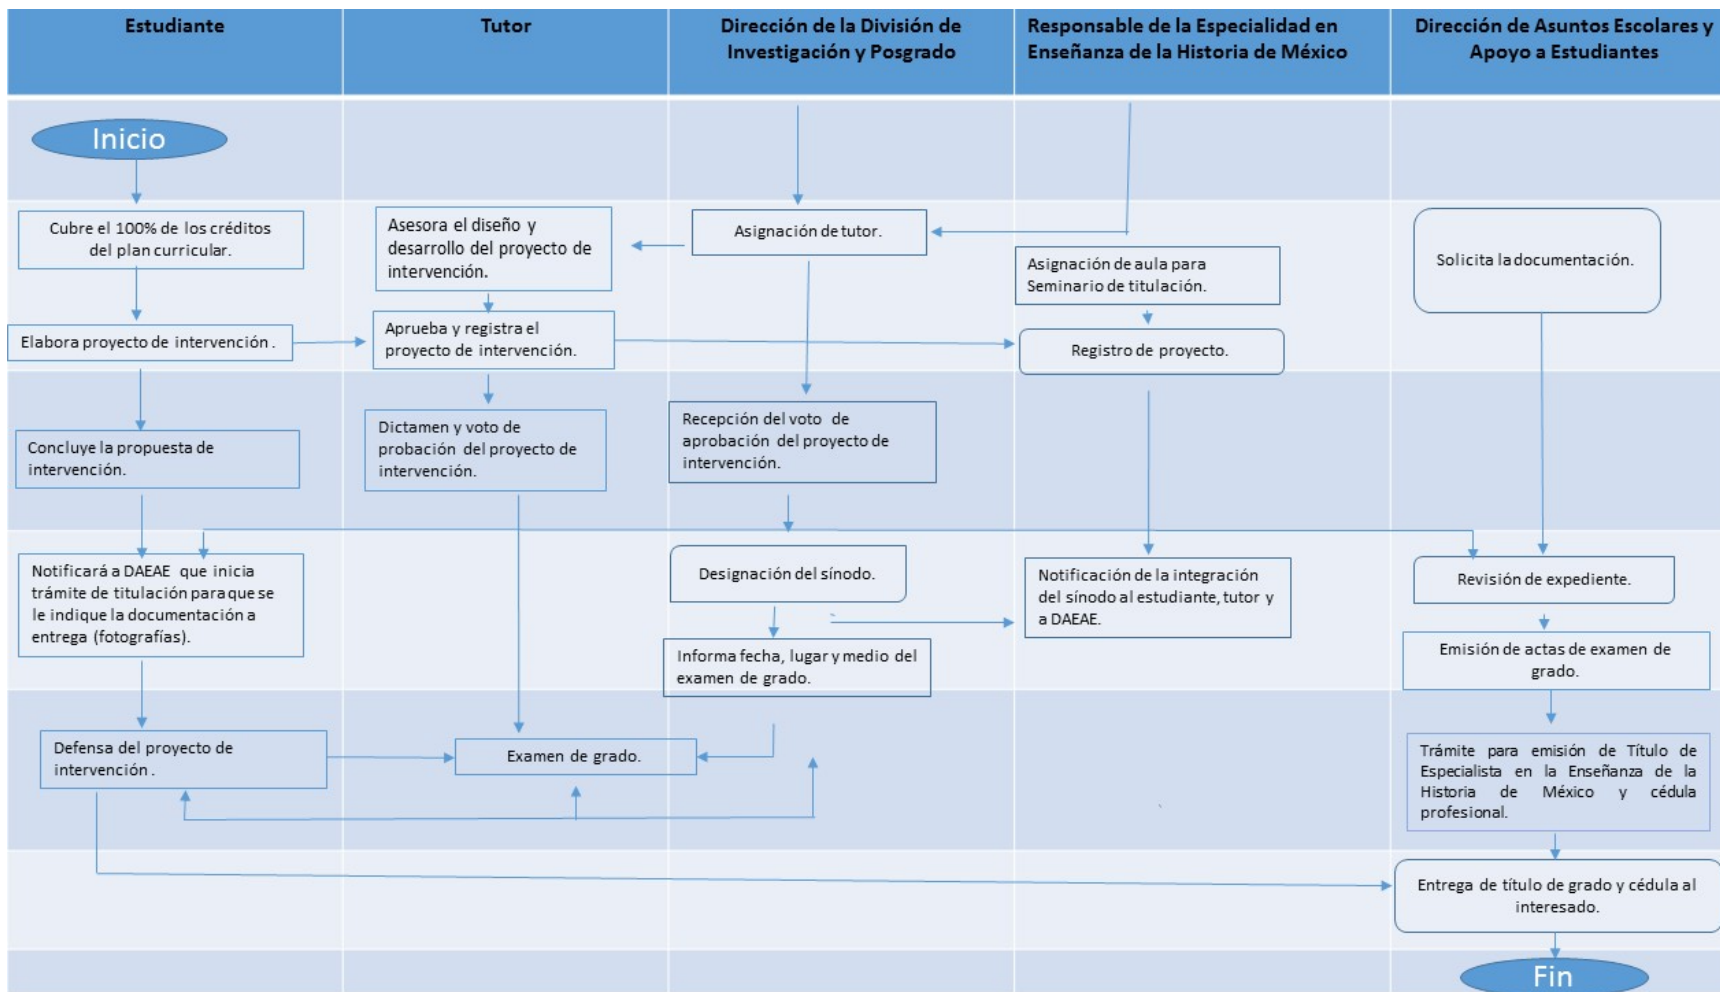 Estudiante
Tutor
Dirección de la División de
Investigación y Posgrado
Responsable de la Especialidad en
Enseñanza de la Historia de México
Dirección de Asuntos Escolares y
Apoyo a Estudiantes
Inicio
Cubre el 100% de los créditos
del plan curricular.
Asesora el diseño y
desarrollo del proyecto de
intervención.
Asignación de tutor.
Asignación de aula para
Seminario de titulación.
Solicita la documentación.
Elabora proyecto de intervención .
Aprueba y registra el
proyecto de intervención.
Registro de proyecto.
Concluye la propuesta de
intervención.
Dictamen y voto de
probación del proyecto de
intervención.
Recepción del voto de
aprobación del proyecto de
intervención.
Notificará a DAEAE que inicia
trámite de titulación para que se
le indique la documentación a
entrega (fotografías).
Designación del sínodo.
Notificación de la integración
del sínodo al estudiante, tutor y
a DAEAE.
Revisión de expediente.
Informa fecha, lugar y medio del
examen de grado.
Emisión de actas de examen de
grado.
Defensa del proyecto de
intervención .
Examen de grado.
Trámite para emisión de Título de
Especialista en la Enseñanza de la
Historia de México y cédula
profesional.
Entrega de título de grado y cédula al
interesado.
Fin